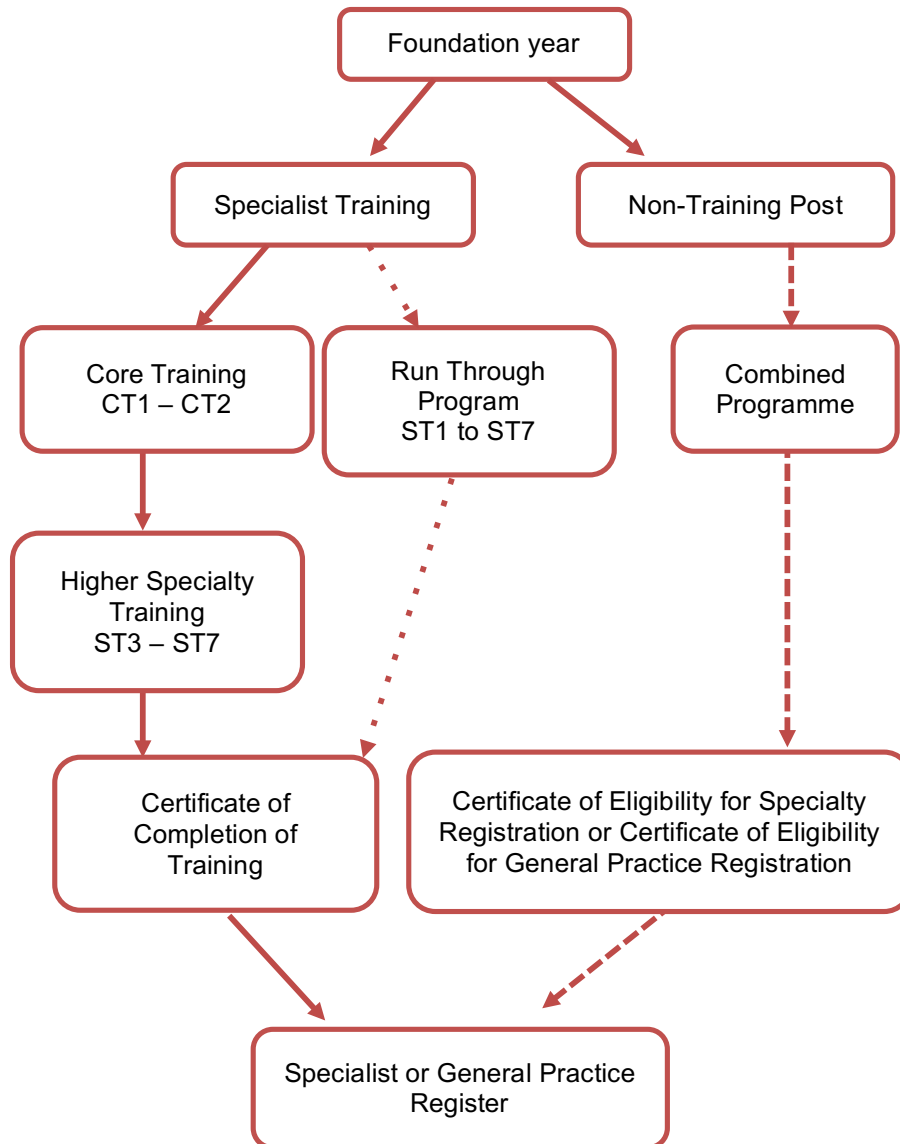 Foundation year
Specialist Training
Non-Training Post
Core Training
CT1 – CT2
Run Through
Program
ST1 to ST7
Combined
Programme
Higher Specialty
Training
ST3 – ST7
Certificate of
Completion of
Training
Certificate of Eligibility for Specialty
Registration or Certificate of Eligibility
for General Practice Registration
Specialist or General Practice
Register